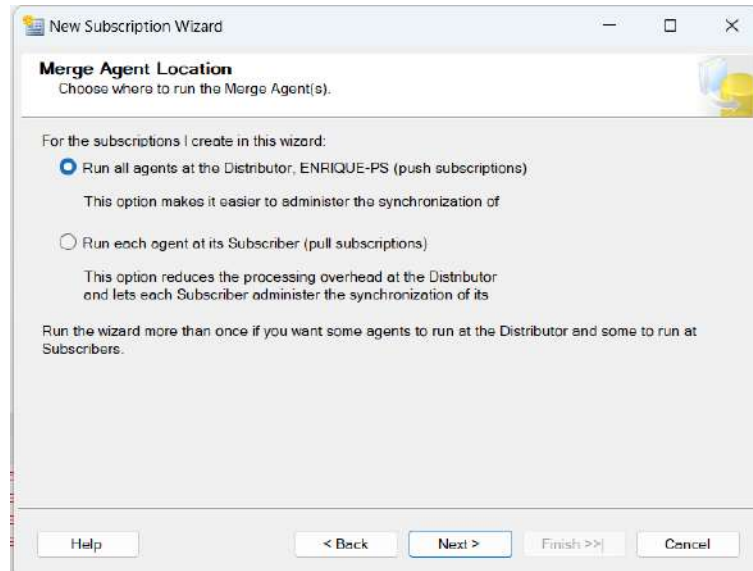 New Subscription Wizard
Merge Agent Location
Choose where to run the Merge Agent(s).
For the subscriptions I create in this wizard:
Run all agents at the Distributor, ENRIQUE-PS (push subscriptions)
This option makes it easier to administer the synchronization of
Run each agent at its Subscriber (pull subscriptions)
This option reduces the processing overhead at the Distributor
and lets each Subscriber administer the synchronization of its
Run the wizard more than once if you want some agents to run at the Distributor and some to run at
Subscribers.
Help
< Back
Next >
Finish >>|
Cancel